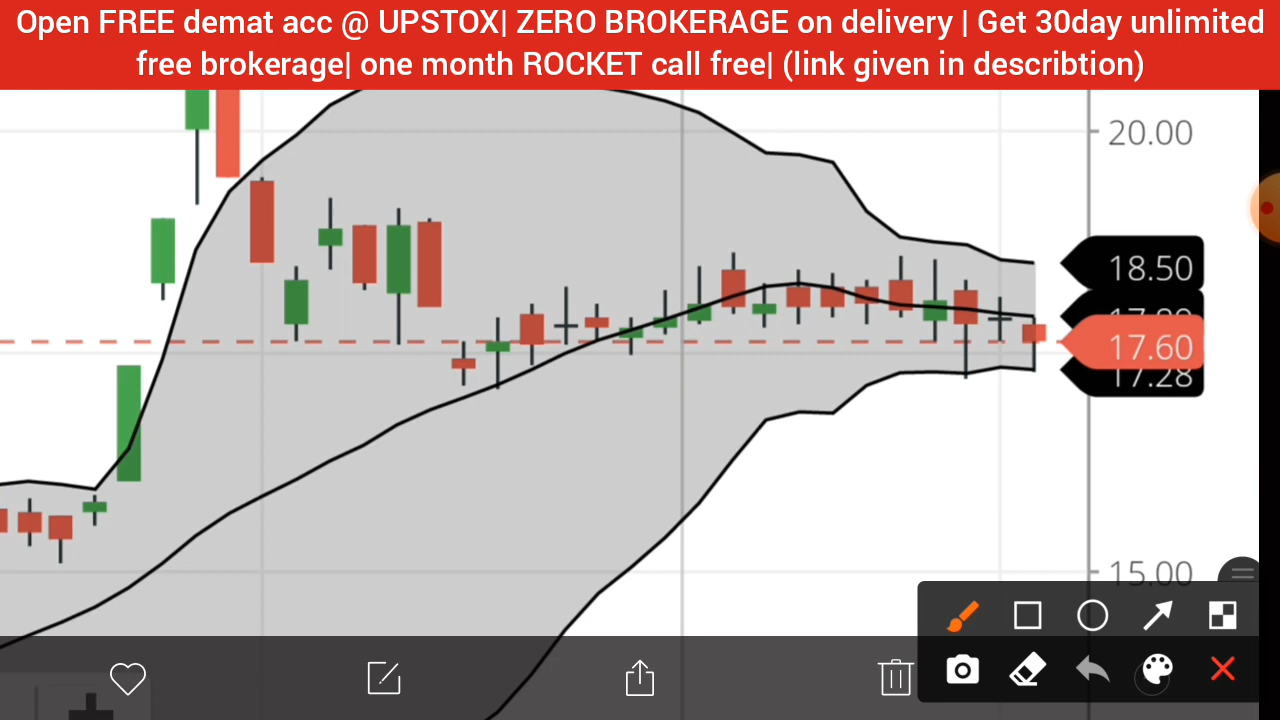 Open FREE demat acc @ UPSTOX| ZERO BROKERAGE on delivery | Get 30day unlimited
free brokerage| one month ROCKET call free| (link given in describtion)
20.00
18.50
17.60
17.28
15.00